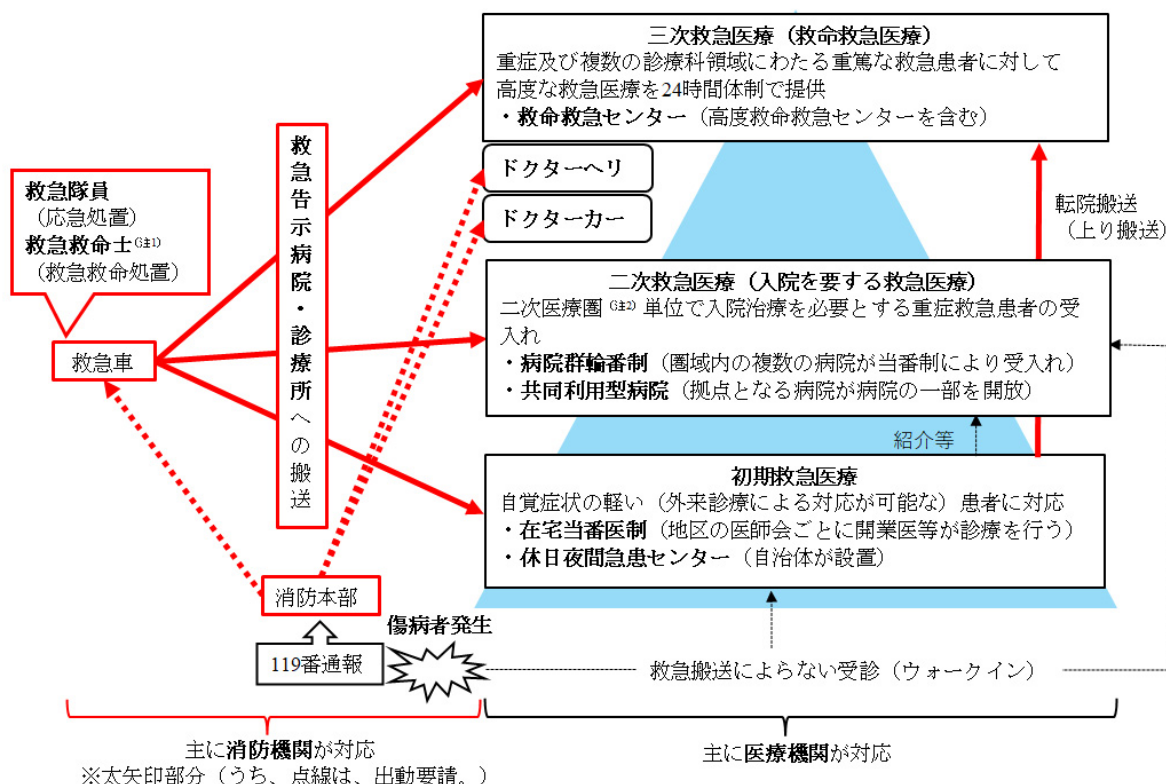 三次救急医療（救命救急医療）
重症及び複数の診療科領域にわたる重篤な救急患者に対して
高度な救急医療を24時間体制で提供
・救命救急センター（高度救命救急センターを含む）
救急告示病院・診療所への搬送
ドクターヘリ
ドクターカー
救急隊員
（応急処置）
救急救命士（注1）
（救急救命処置）
転院搬送
（上り搬送）
二次救急医療（入院を要する救急医療）
二次医療圏（注2）単位で入院治療を必要とする重症救急患者の受
入れ
・病院群輪番制（圏域内の複数の病院が当番制により受入れ）
・共同利用型病院（拠点となる病院が病院の一部を開放）
救急車
紹介等
初期救急医療
自覚症状の軽い（外来診療による対応が可能な）患者に対応
・在宅当番医制（地区の医師会ごとに開業医等が診療を行う）
・休日夜間急患センター（自治体が設置）
消防本部
傷病者発生
119番通報
救急搬送によらない受診（ウォークイン）
主に消防機関が対応
※太矢印部分（うち、点線は、出動要請。）
主に医療機関が対応